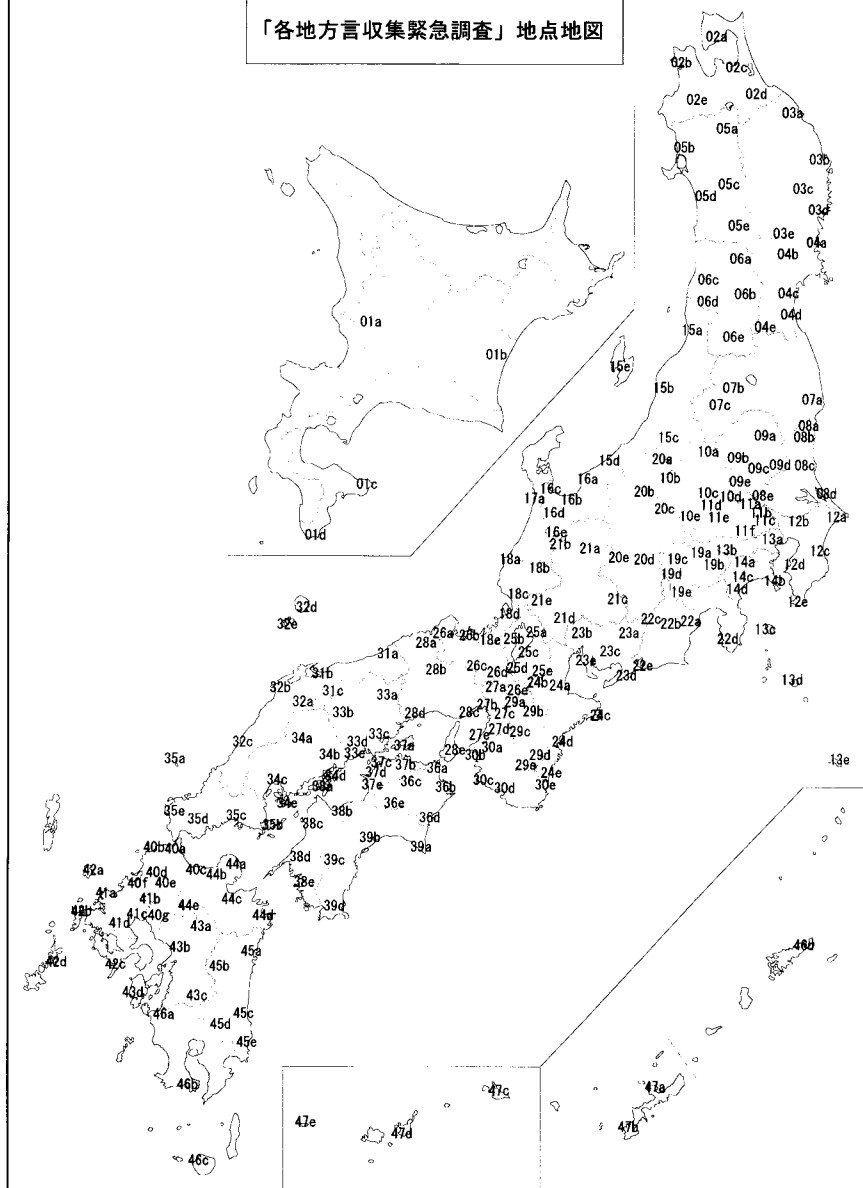 「各地方言収集緊急調査」地点地図
02a
02b
02c
02e
02d
03a
05a
05b
03b
05c
03c
05d
03d
05e
03e
04a
04b
06a
06c
06b
04c
06d
04d
15a
04e
06e
01a
01b
15e
15b
07b
07a
07c
08a
15c
09a
08b
10a
15d
20a
09b
09c
09d
08c
01c
16a
10b
09e
16c
20b
10c
10d
08e
08d
17a
16b
11d
11a
16d
20c
10e
11e
11b
11c
12b
12a
01d
16e
11f
13a
21b
21a
19a
13b
12c
18a
18b
20e
20d
19c
19b
14a
12d
19d
14c
14b
18c
21e
21c
19e
14d
12e
32d
18d
21d
22c
22b
22a
32e
26a
26b
18e
25b
25a
23b
23a
22d
13c
28a
31a
25c
23c
23e
31b
28b
26c
26d
25d
25e
22e
32b
31c
33a
27a
26e
24b
24a
23d
13d
32a
33b
28d
28c
27b
29a
27c
29b
24c
32c
34a
33c
27e
27d
29c
24d
33d
37a
28e
30a
35a
34b
33e
37c
37b
36a
30b
29d
13e
34d
37d
29e
24e
34c
37e
36c
36b
30c
30d
30e
34e
36e
35e
35d
35c
35b
38c
38b
36d
39b
40b
40a
39a
42a
40d
40c
44b
44a
38d
39c
40f
40e
38e
41a
41b
44e
44c
39d
42b
41c
40g
44d
41d
43a
43b
45a
46d
42d
42c
45b
43d
43c
46a
45c
45d
45e
46b
47c
47a
47e
47d
47b
46c